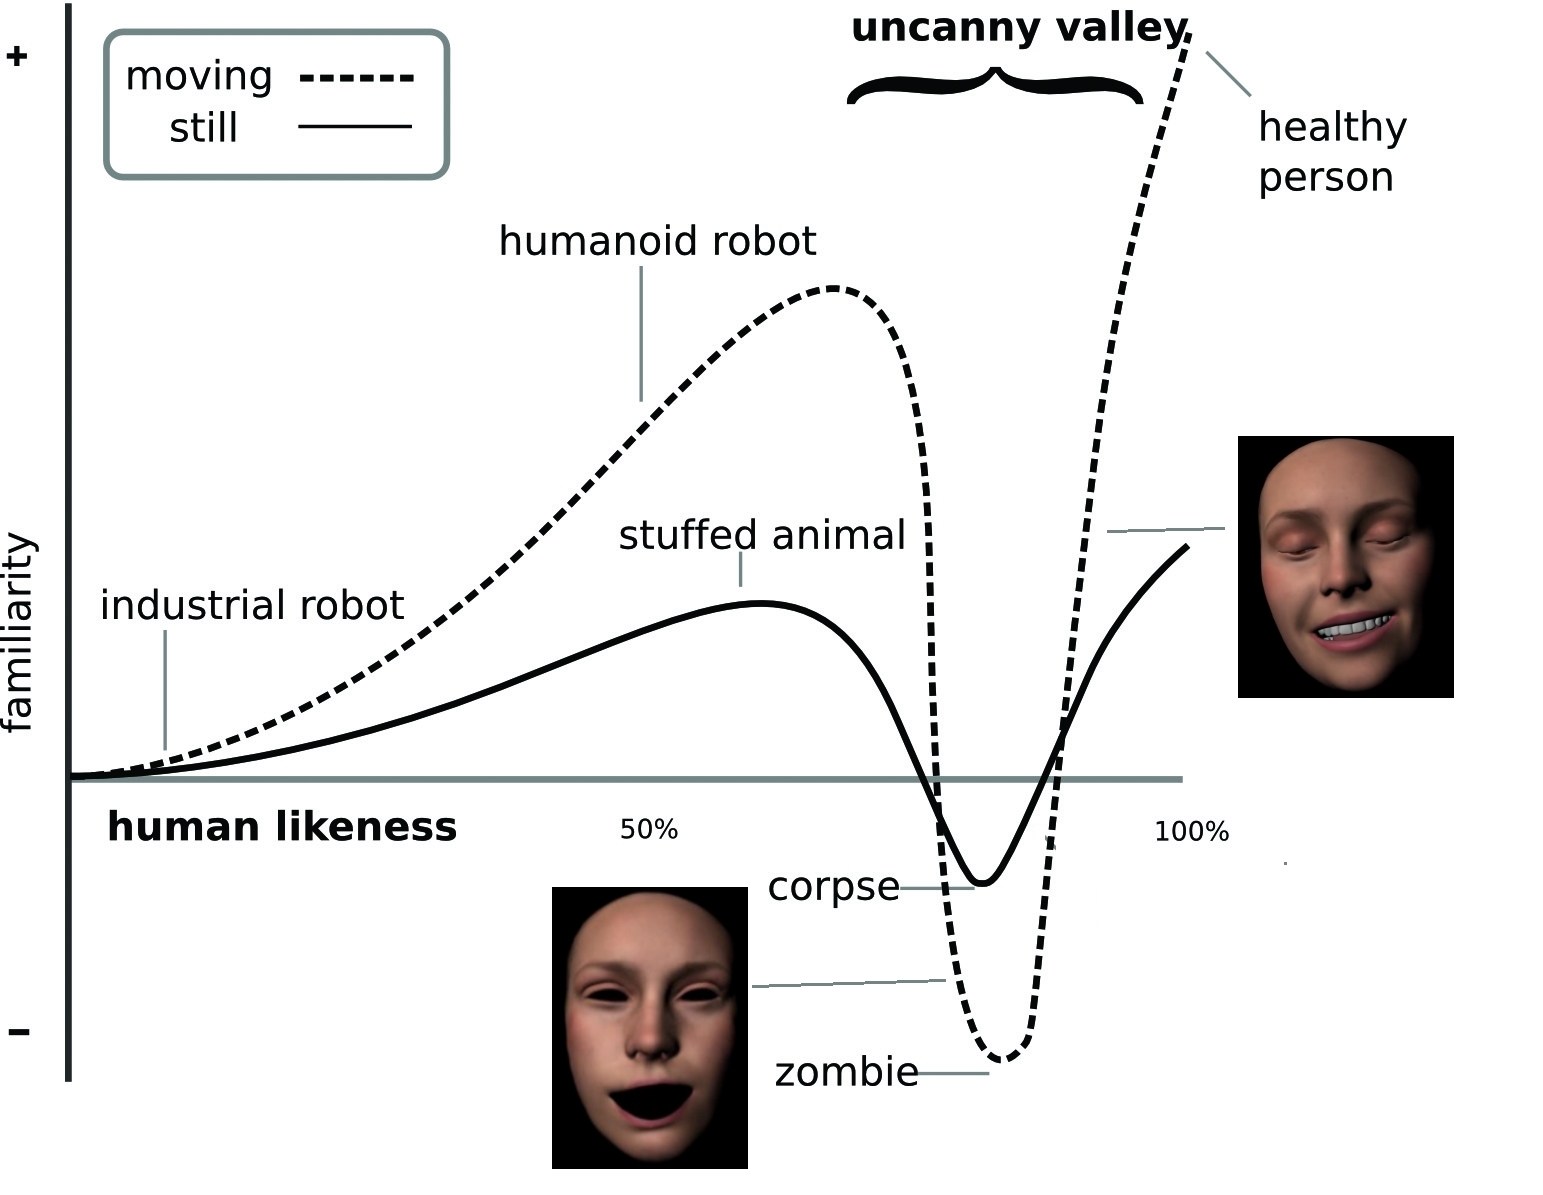 uncanny valley
+
moving
still
healthy
person
humanoid robot
stuffed animal
industrial robot
familiarity
human likeness
50%
100%
corpse
–
zombie